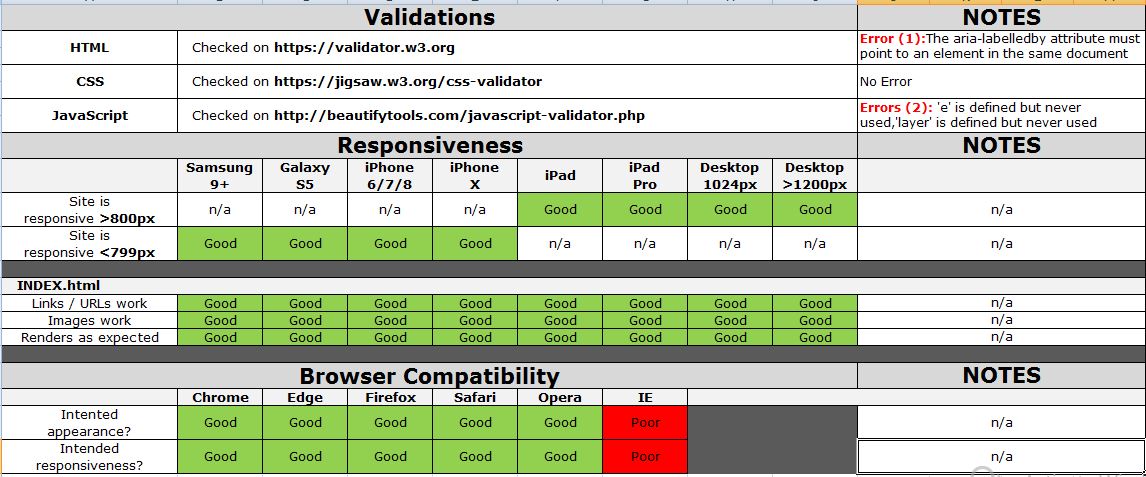 Validations NOTES
HTML Checked on https://validator.w3.org Error (1):The aria-labelledby attribute must
point to an element in the same document
CSS Checked on https://jigsaw.w3.org/css-validator No Error
JavaScript Checked on http://beautifytools.com/javascript-validator.php Errors (2): 'e' is defined but never
used,'layer' is defined but never used
Responsiveness NOTES
Samsung Galaxy iPhone iPhone iPad iPad Desktop Desktop
9+ S5 6/7/8 X Pro 1024px >1200px
Site is
responsive >800px n/a n/a n/a n/a Good Good Good Good n/a
Site is
responsive <799px Good Good Good Good n/a n/a n/a n/a n/a
INDEX.html
Links / URLs work Good Good Good Good Good Good Good Good n/a
Images work Good Good Good Good Good Good Good Good n/a
Renders as expected Good Good Good Good Good Good Good Good n/a
Browser Compatibility NOTES
Chrome Edge Firefox Safari Opera IE
Intented
appearance? Good Good Good Good Good Poor n/a
Intended
responsiveness? Good Good Good Good Good Poor n/a